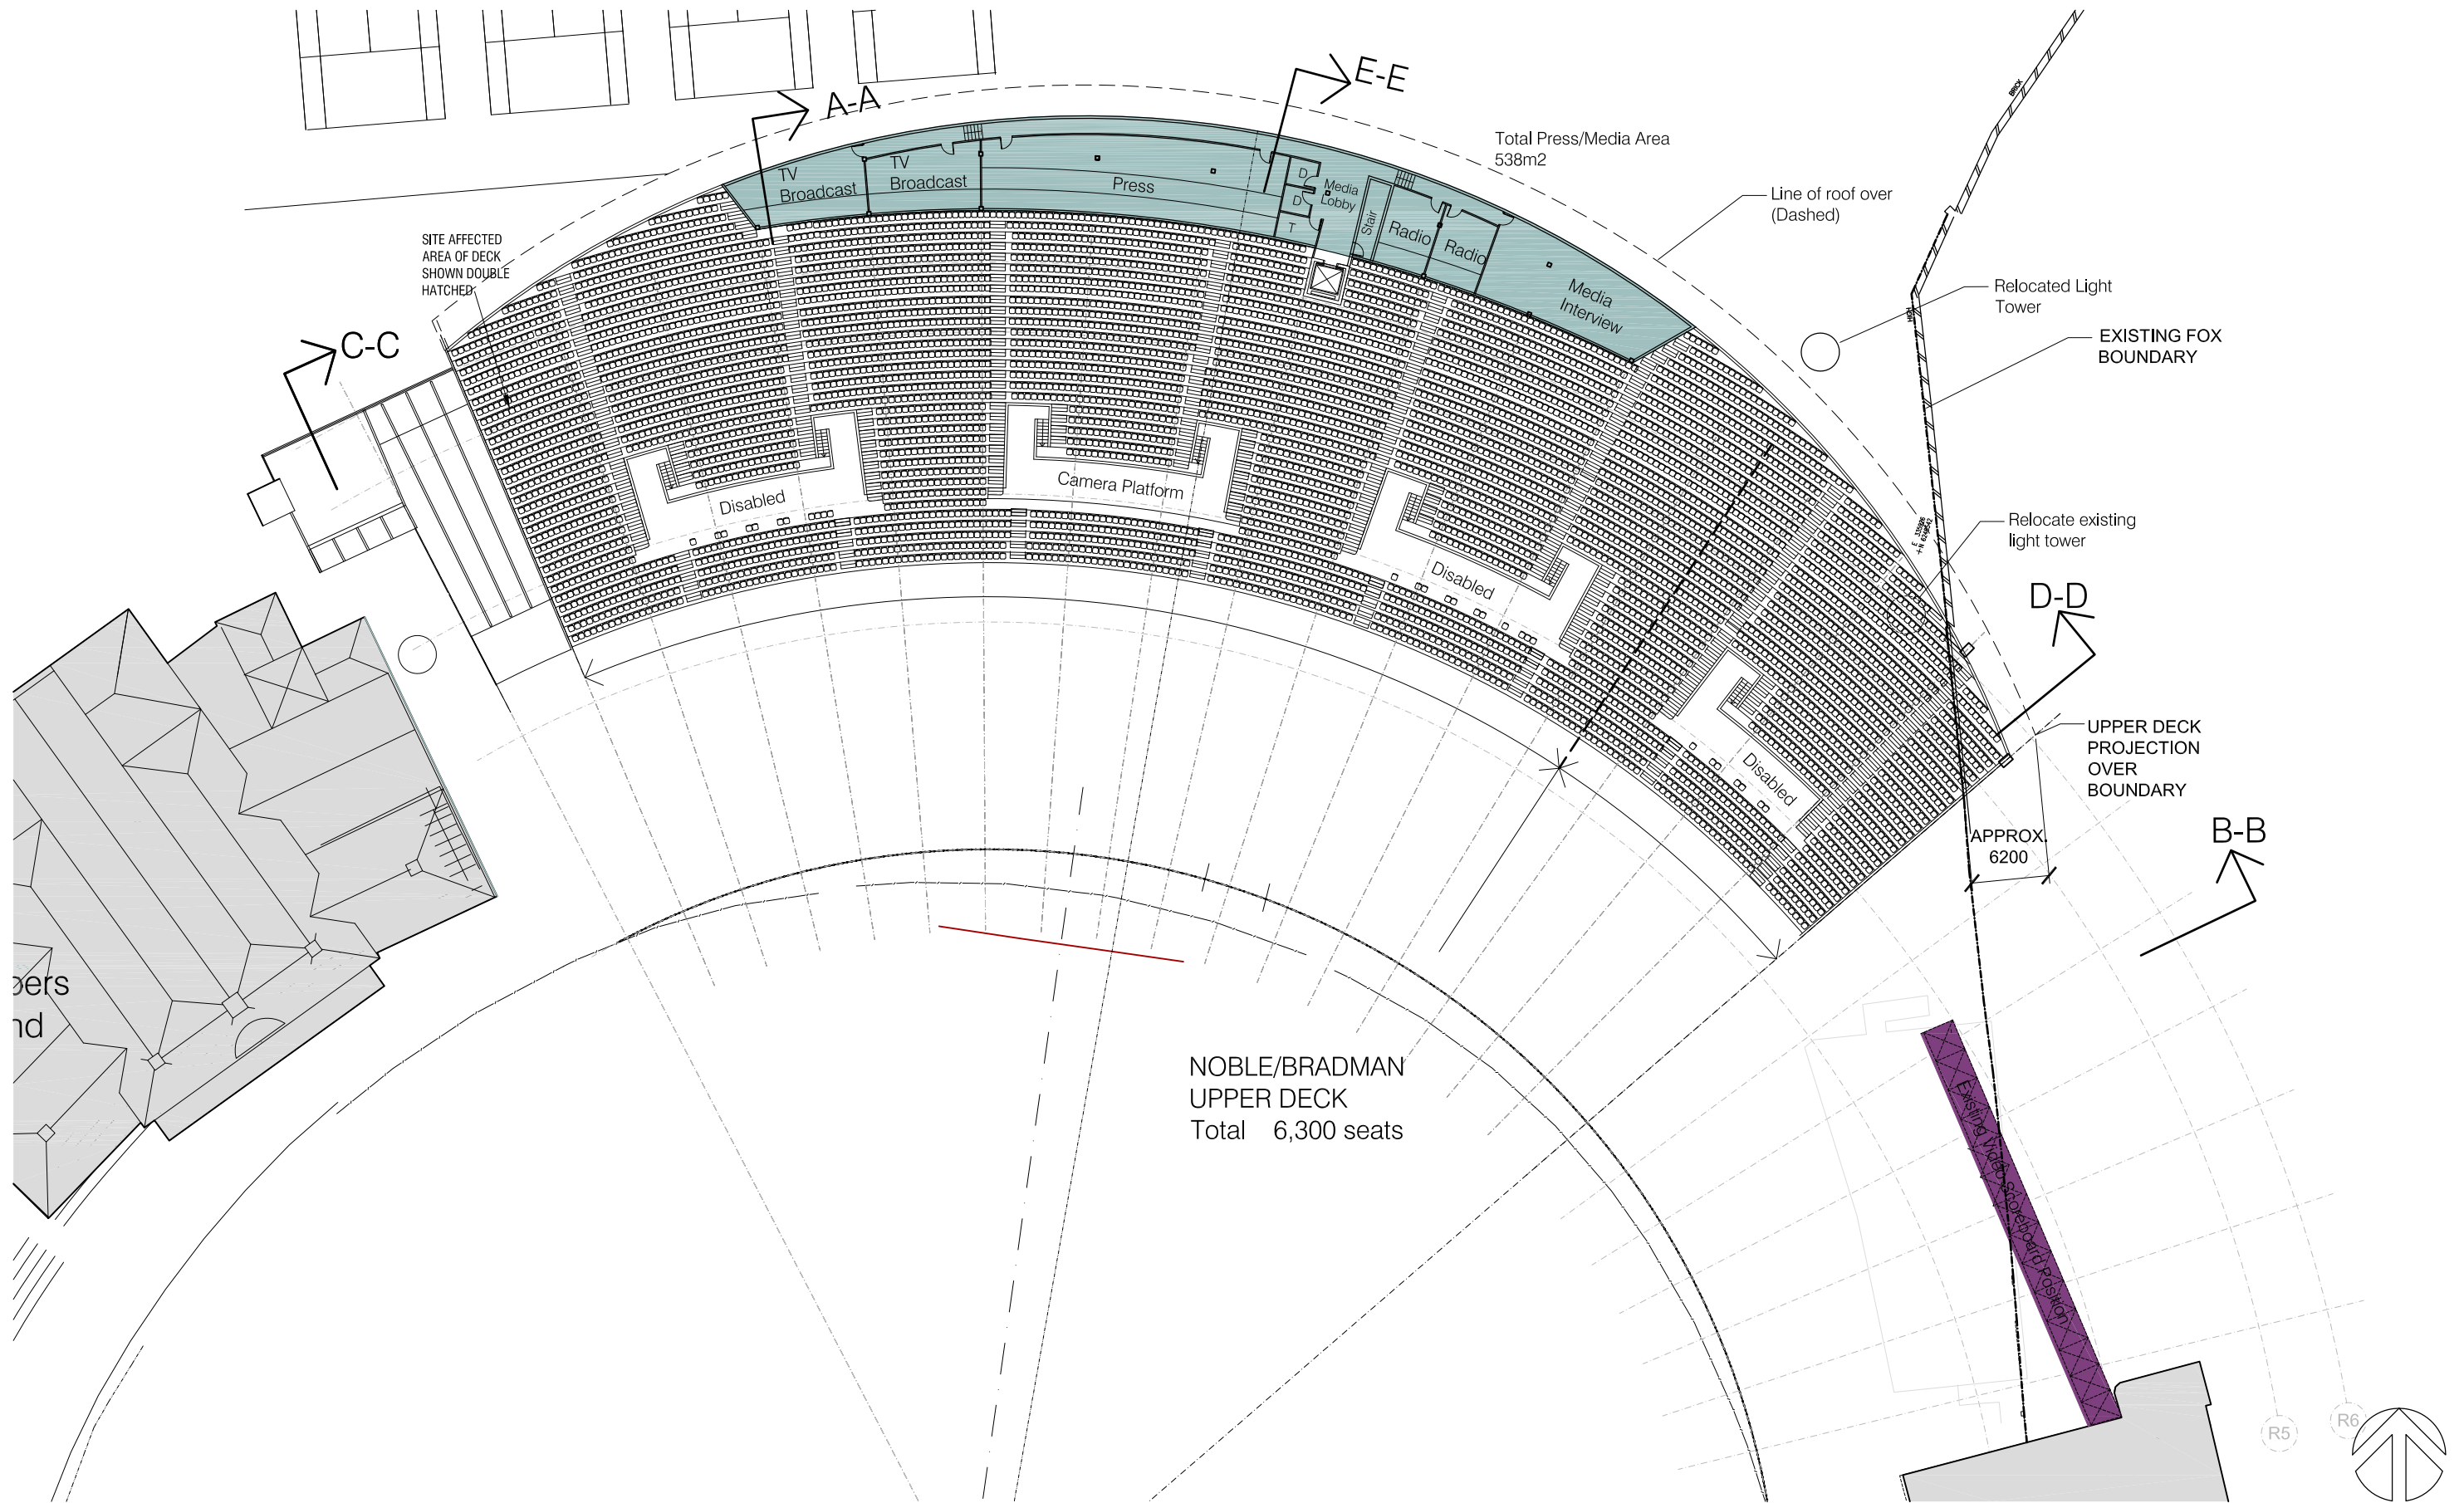 E-E
A-A
Total Press/Media Area
538m2
TV
Broadcast
TV
Broadcast
Press
D
D
T
Media
Lobby
Stair
Radio
Radio
Media
Interview
Line of roof over
(Dashed)
BRICK
SITE AFFECTED
AREA OF DECK
SHOWN DOUBLE
HATCHED
Relocated Light
Tower
C-C
EXISTING FOX
BOUNDARY
Disabled
Camera Platform
Disabled
Disabled
Relocate existing
light tower
D-D
UPPER DECK
PROJECTION
OVER
BOUNDARY
APPROX.
6200
B-B
NOBLE/BRADMAN
UPPER DECK
Total 6,300 seats
Existing Video Scoreboard Position
R5
R6